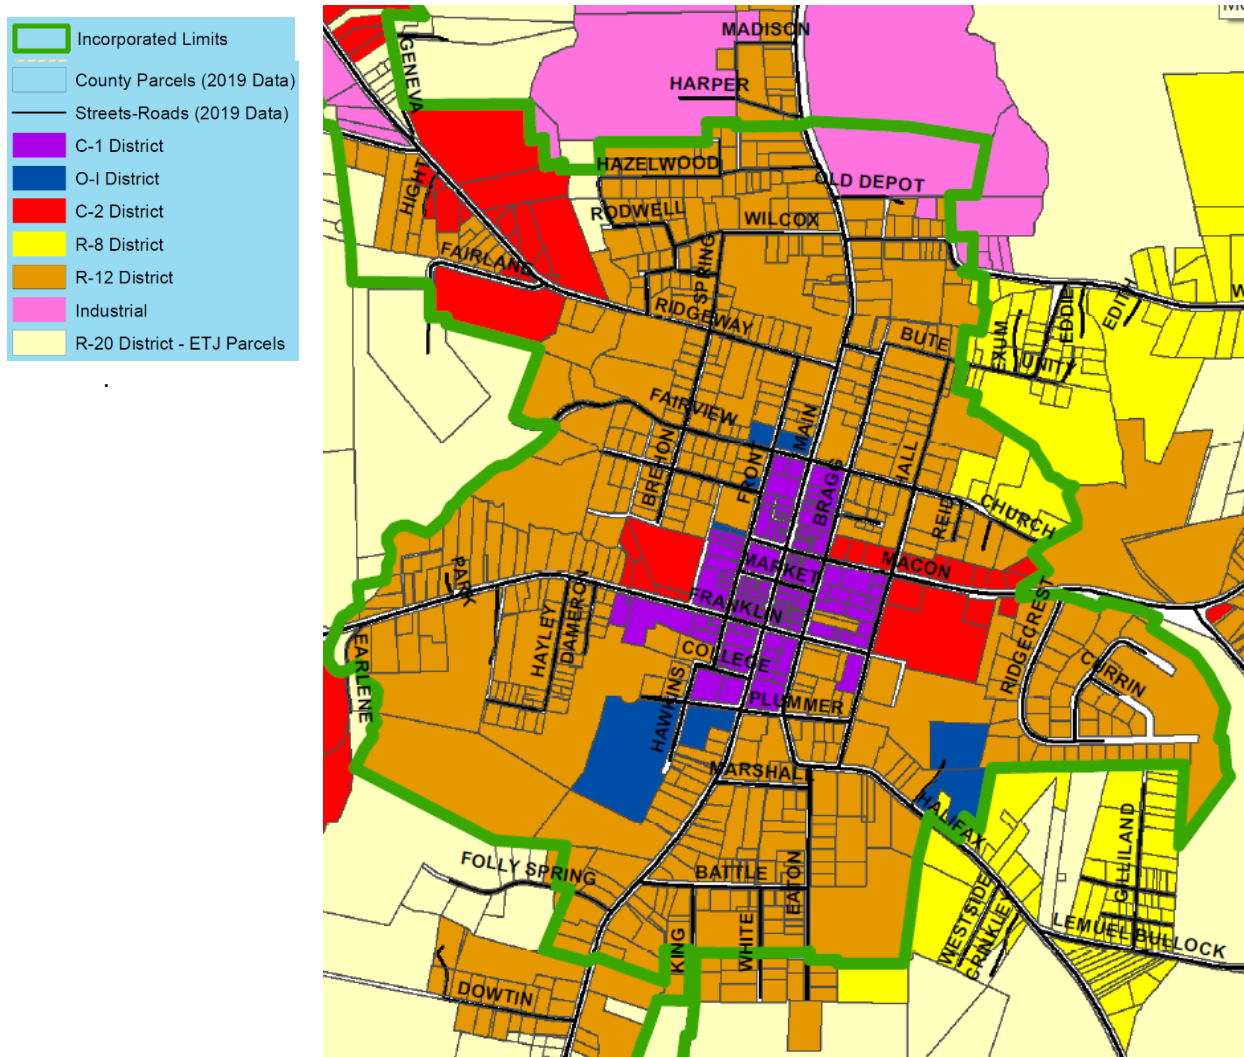 Incorporated Limits
County Parcels (2019 Data)
Streets-Roads (2019 Data)
C-1 District
O-I District
C-2 District
R-8 District
R-12 District
Industrial
R-20 District - ETJ Parcels
MADISON
GENEVA
HARPER
HAZELWOOD
HIGHT
OLD DEPOT
RODWELL
WILCOX
FAIRLAND
SPRING
EDITH
EDDIE
W
RIDGEWAY
EXUM
BUTE
UNITY
FAIRVIEW
MAIN
BREHON
FRONT
BRAGG
HALL
REID
CHURCH
MARKET
MACON
PARK
FRANKLIN
HAYLEY
DAMERON
RIDGECREST
COLLEGE
CURRIN
EARLENE
HAWKINS
PLUMMER
MARSHALL
HALIFAX
GILLILAND
FOLLY SPRING
BATTLE
EATON
WESTSIDE
CRINKLEY
LEMUEL BULLOCK
KING
WHITE
DOWTIN